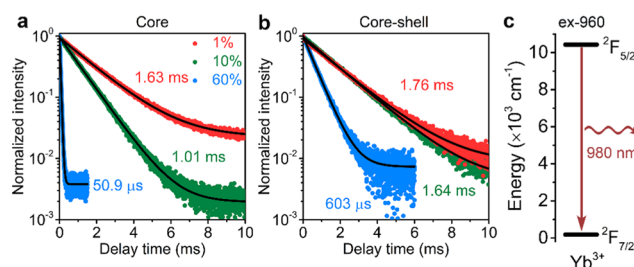 a Core
Normalized intensity
10⁰
10⁻¹
10⁻²
10⁻³
1%
10%
60%
1.63 ms
1.01 ms
50.9 μs
0 2 4 6 8 10
Delay time (ms)
b Core-shell
Normalized intensity
10⁰
10⁻¹
10⁻²
10⁻³
1.76 ms
1.64 ms
603 μs
0 2 4 6 8 10
Delay time (ms)
c ex-960
Energy (×10³ cm⁻¹)
10
8
6
4
2
0
²F₅/₂
980 nm
²F₇/₂
Yb³⁺